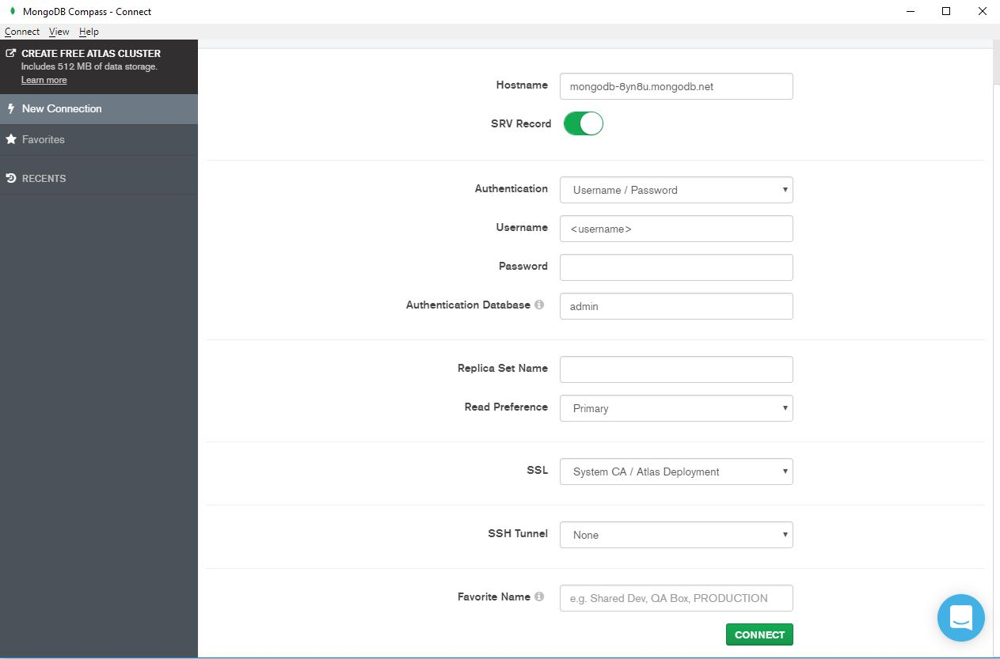 MongoDB Compass - Connect
Connect View Help
CREATE FREE ATLAS CLUSTER
Includes 512 MB of data storage.
Learn more
New Connection
Favorites
RECENTS
Hostname mongodb-8yn8u.mongodb.net
SRV Record
Authentication Username / Password
Username <username>
Password
Authentication Database admin
Replica Set Name
Read Preference Primary
SSL System CA / Atlas Deployment
SSH Tunnel None
Favorite Name e.g. Shared Dev, QA Box, PRODUCTION
CONNECT